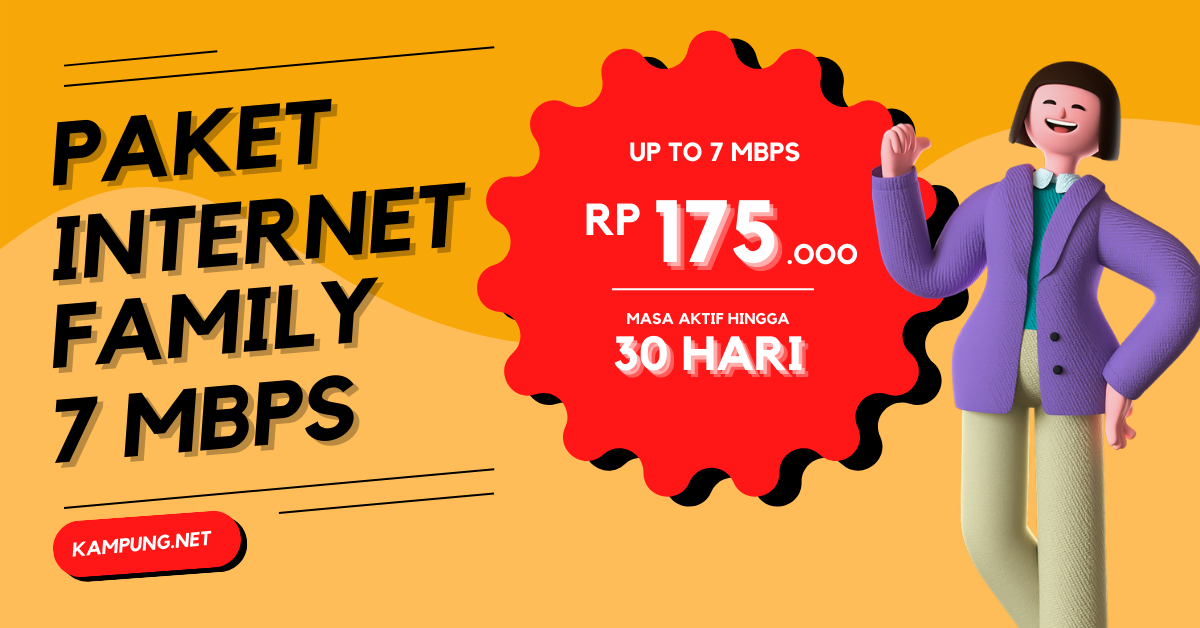 PAKET
INTERNET
FAMILY
7 MBPS
KAMPUNG.NET
UP TO 7 MBPS
RP 175.000
MASA AKTIF HINGGA
30 HARI